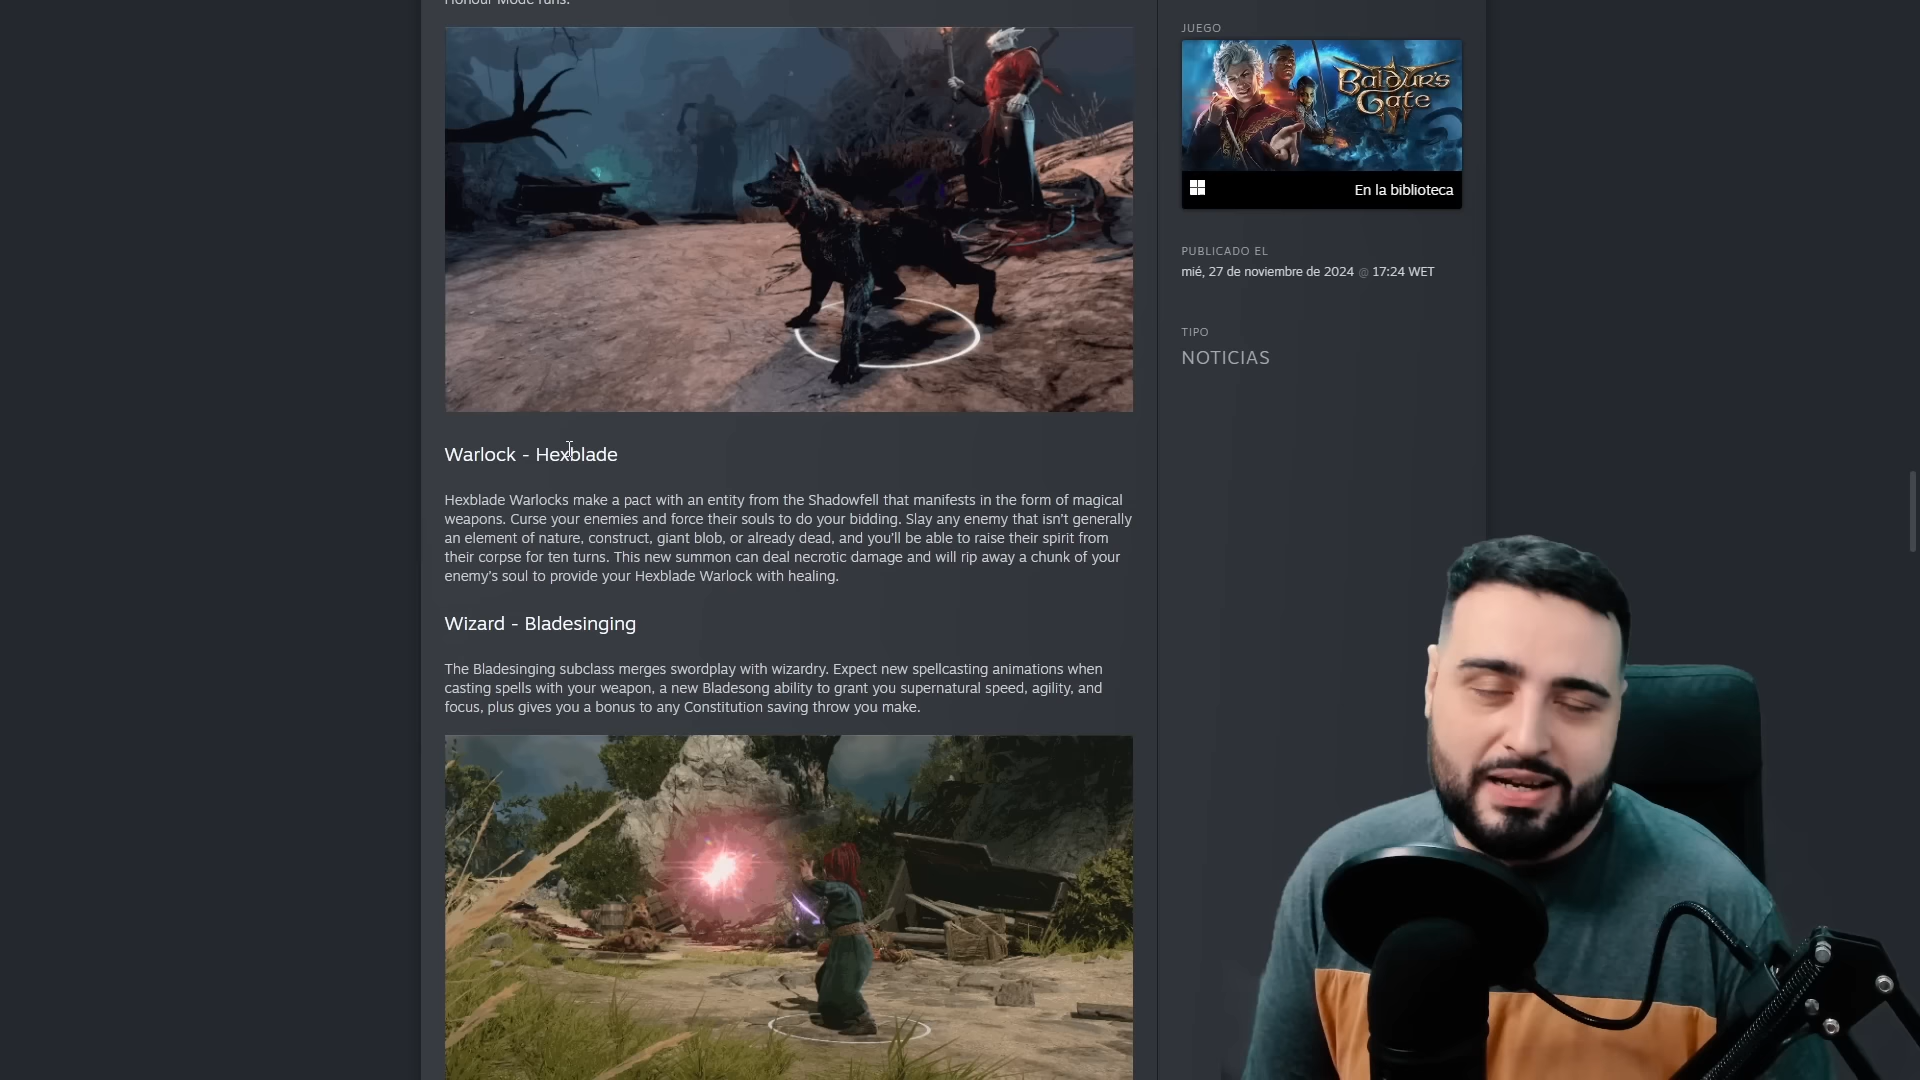 Honour Mode runs.
Warlock - Hexblade
Hexblade Warlocks make a pact with an entity from the Shadowfell that manifests in the form of magical
weapons. Curse your enemies and force their souls to do your bidding. Slay any enemy that isn't generally
an element of nature, construct, giant blob, or already dead, and you'll be able to raise their spirit from
their corpse for ten turns. This new summon can deal necrotic damage and will rip away a chunk of your
enemy's soul to provide your Hexblade Warlock with healing.
Wizard - Bladesinging
The Bladesinging subclass merges swordplay with wizardry. Expect new spellcasting animations when
casting spells with your weapon, a new Bladesong ability to grant you supernatural speed, agility, and
focus, plus gives you a bonus to any Constitution saving throw you make.
JUEGO
Baldur's
Gate
III
En la biblioteca
PUBLICADO EL
mié, 27 de noviembre de 2024 @ 17:24 WET
TIPO
NOTICIAS